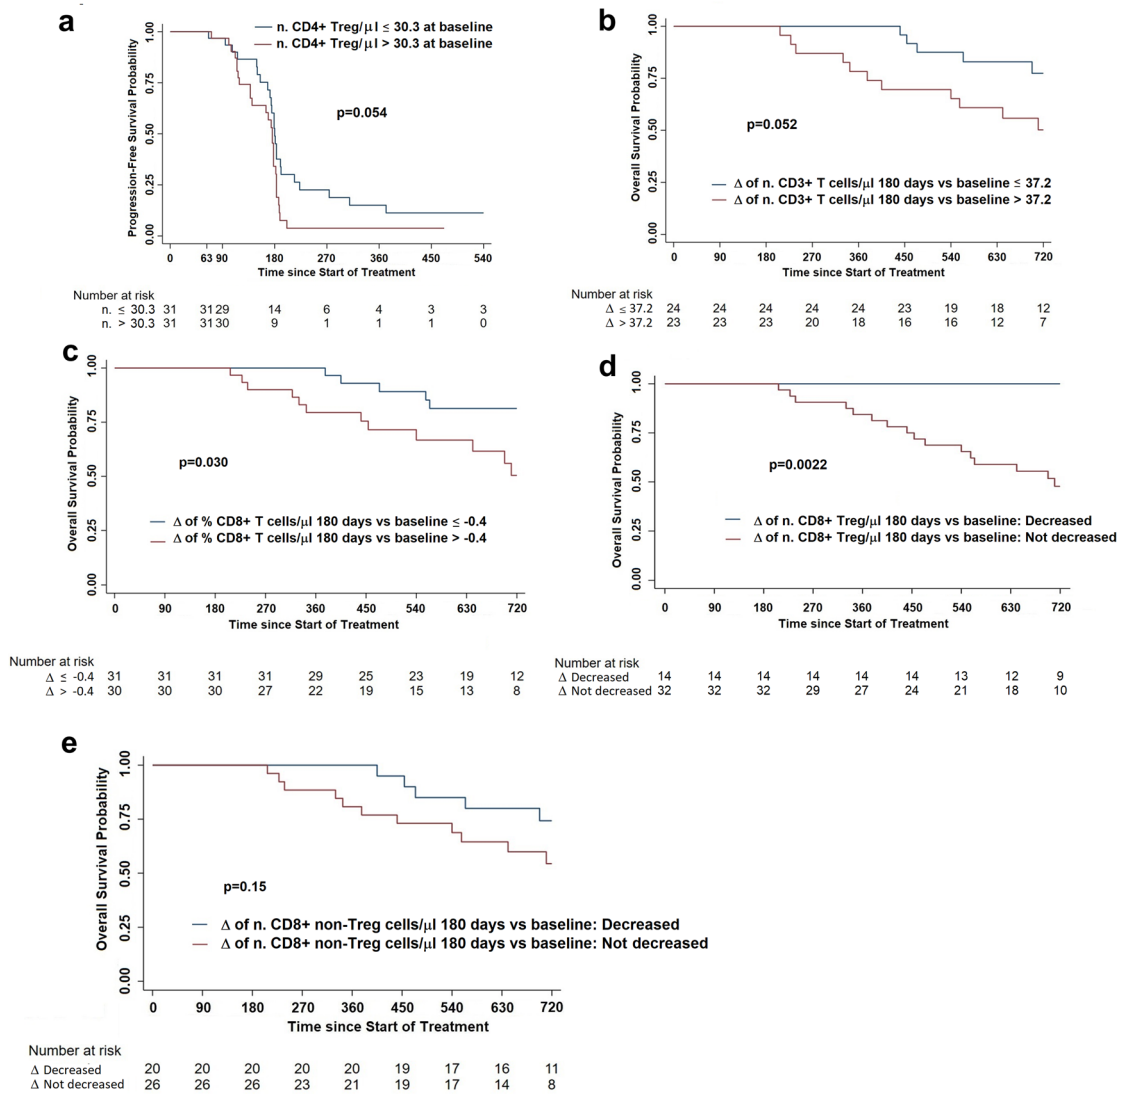 a
n. CD4+ Treg/μl ≤ 30.3 at baseline
n. CD4+ Treg/μl > 30.3 at baseline
p=0.054
Progression-Free Survival Probability
1.00
0.75
0.50
0.25
0.00
0 63 90 180 270 360 450 540
Time since Start of Treatment
Number at risk
n. ≤ 30.3 31 31 29 14 6 4 3 3
n. > 30.3 31 31 30 9 1 1 1 0
b
p=0.052
Δ of n. CD3+ T cells/μl 180 days vs baseline ≤ 37.2
Δ of n. CD3+ T cells/μl 180 days vs baseline > 37.2
Overall Survival Probability
1.00
0.75
0.50
0.25
0.00
0 90 180 270 360 450 540 630 720
Time since Start of Treatment
Number at risk
Δ ≤ 37.2 24 24 24 24 24 23 19 18 12
Δ > 37.2 23 23 23 20 18 16 16 12 7
c
p=0.030
Δ of % CD8+ T cells/μl 180 days vs baseline ≤ -0.4
Δ of % CD8+ T cells/μl 180 days vs baseline > -0.4
Overall Survival Probability
1.00
0.75
0.50
0.25
0.00
0 90 180 270 360 450 540 630 720
Time since Start of Treatment
Number at risk
Δ ≤ -0.4 31 31 31 31 29 25 23 19 12
Δ > -0.4 30 30 30 27 22 19 15 13 8
d
p=0.0022
Δ of n. CD8+ Treg/μl 180 days vs baseline: Decreased
Δ of n. CD8+ Treg/μl 180 days vs baseline: Not decreased
Overall Survival Probability
1.00
0.75
0.50
0.25
0.00
0 90 180 270 360 450 540 630 720
Time since Start of Treatment
Number at risk
Δ Decreased 14 14 14 14 14 14 13 12 9
Δ Not decreased 32 32 32 29 27 24 21 18 10
e
p=0.15
Δ of n. CD8+ non-Treg cells/μl 180 days vs baseline: Decreased
Δ of n. CD8+ non-Treg cells/μl 180 days vs baseline: Not decreased
Overall Survival Probability
1.00
0.75
0.50
0.25
0.00
0 90 180 270 360 450 540 630 720
Time since Start of Treatment
Number at risk
Δ Decreased 20 20 20 20 20 19 17 16 11
Δ Not decreased 26 26 26 23 21 19 17 14 8